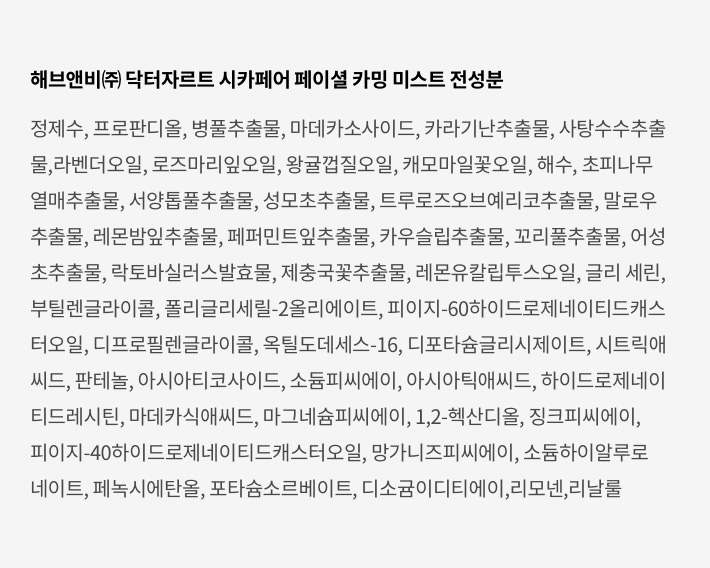 해브앤비㈜ 닥터자르트 시카페어 페이셜 카밍 미스트 전성분
정제수, 프로판디올, 병풀추출물, 마데카소사이드, 카라기난추출물, 사탕수수추출
물,라벤더오일, 로즈마리잎오일, 왕귤껍질오일, 캐모마일꽃오일, 해수, 초피나무
열매추출물, 서양톱풀추출물, 성모초추출물, 트루로즈오브예리코추출물, 말로우
추출물, 레몬밤잎추출물, 페퍼민트잎추출물, 카우슬립추출물, 꼬리풀추출물, 어성
초추출물, 락토바실러스발효물, 제충국꽃추출물, 레몬유칼립투스오일, 글리 세린,
부틸렌글라이콜, 폴리글리세릴-2올리에이트, 피이지-60하이드로제네이티드캐스
터오일, 디프로필렌글라이콜, 옥틸도데세스-16, 디포타슘글리시제이트, 시트릭애
씨드, 판테놀, 아시아티코사이드, 소듐피씨에이, 아시아틱애씨드, 하이드로제네이
티드레시틴, 마데카식애씨드, 마그네슘피씨에이, 1,2-헥산디올, 징크피씨에이,
피이지-40하이드로제네이티드캐스터오일, 망가니즈피씨에이, 소듐하이알루로
네이트, 페녹시에탄올, 포타슘소르베이트, 디소귬이디티에이,리모넨,리날룰